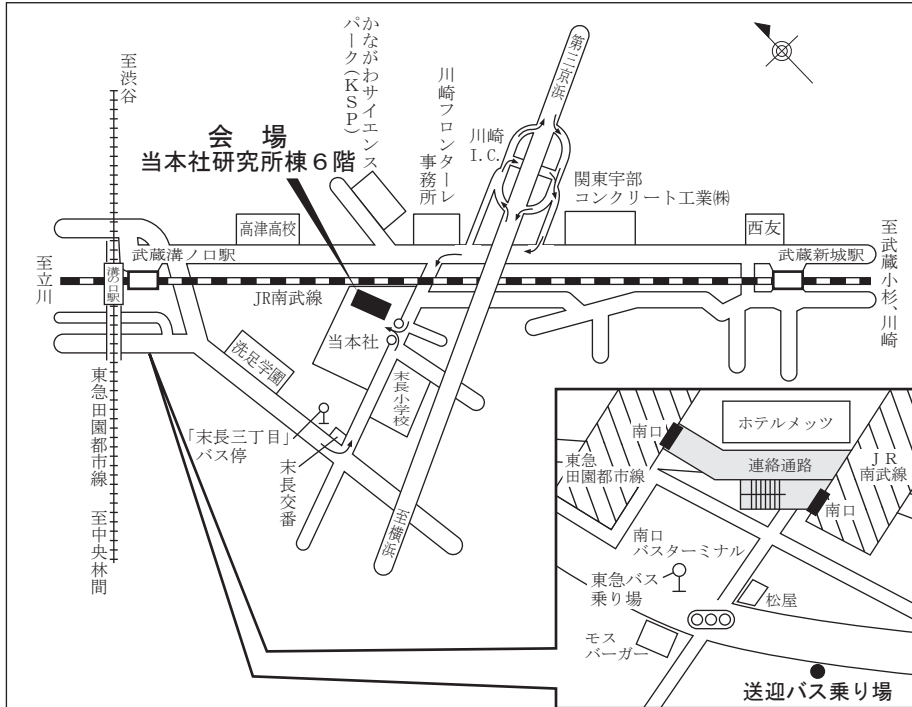 至渋谷
かながわサイエンス
パーク(KSP)
川崎フロンターレ
事務所
第三京浜
川崎
I.C.
会　場
当本社研究所棟６階
関東宇部
コンクリート工業㈱
高津高校
西友
武蔵溝ノ口駅
武蔵新城駅
至立川
溝の口駅
JR南武線
至武蔵小杉、川崎
当本社
洗足学園
末長小学校
「末長三丁目」
バス停
末長交番
至横浜
東急田園都市線
至中央林間
ホテルメッツ
南口
連絡通路
東急
田園都市線
ＪＲ
南武線
南口
南口
バスターミナル
東急バス
乗り場
松屋
モス
バーガー
送迎バス乗り場